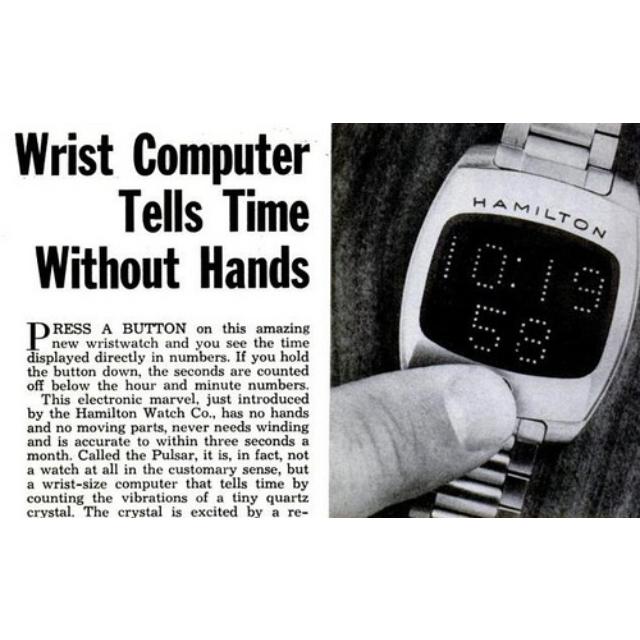 Wrist Computer
Tells Time
Without Hands
PRESS A BUTTON on this amazing
new wristwatch and you see the time
displayed directly in numbers. If you hold
the button down, the seconds are counted
off below the hour and minute numbers.
This electronic marvel, just introduced
by the Hamilton Watch Co., has no hands
and no moving parts, never needs winding
and is accurate to within three seconds a
month. Called the Pulsar, it is, in fact, not
a watch at all in the customary sense, but
a wrist-size computer that tells time by
counting the vibrations of a tiny quartz
crystal. The crystal is excited by a re-
HAMILTON
10:19
58